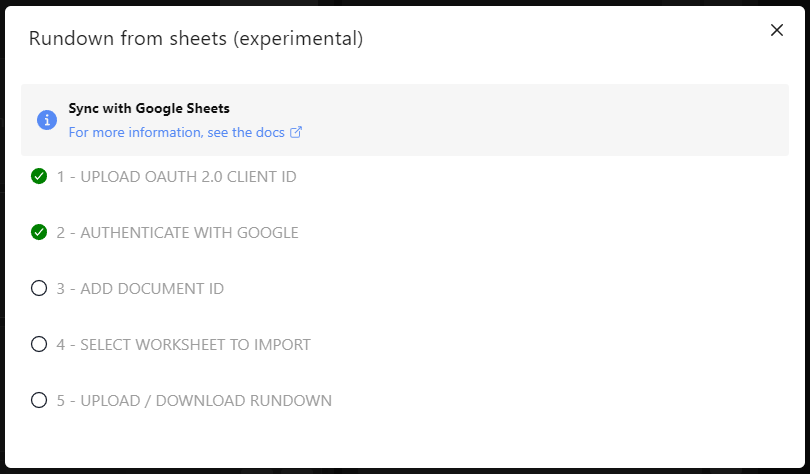 Rundown from sheets (experimental)
Sync with Google Sheets
For more information, see the docs
1 - UPLOAD OAUTH 2.0 CLIENT ID
2 - AUTHENTICATE WITH GOOGLE
3 - ADD DOCUMENT ID
4 - SELECT WORKSHEET TO IMPORT
5 - UPLOAD / DOWNLOAD RUNDOWN